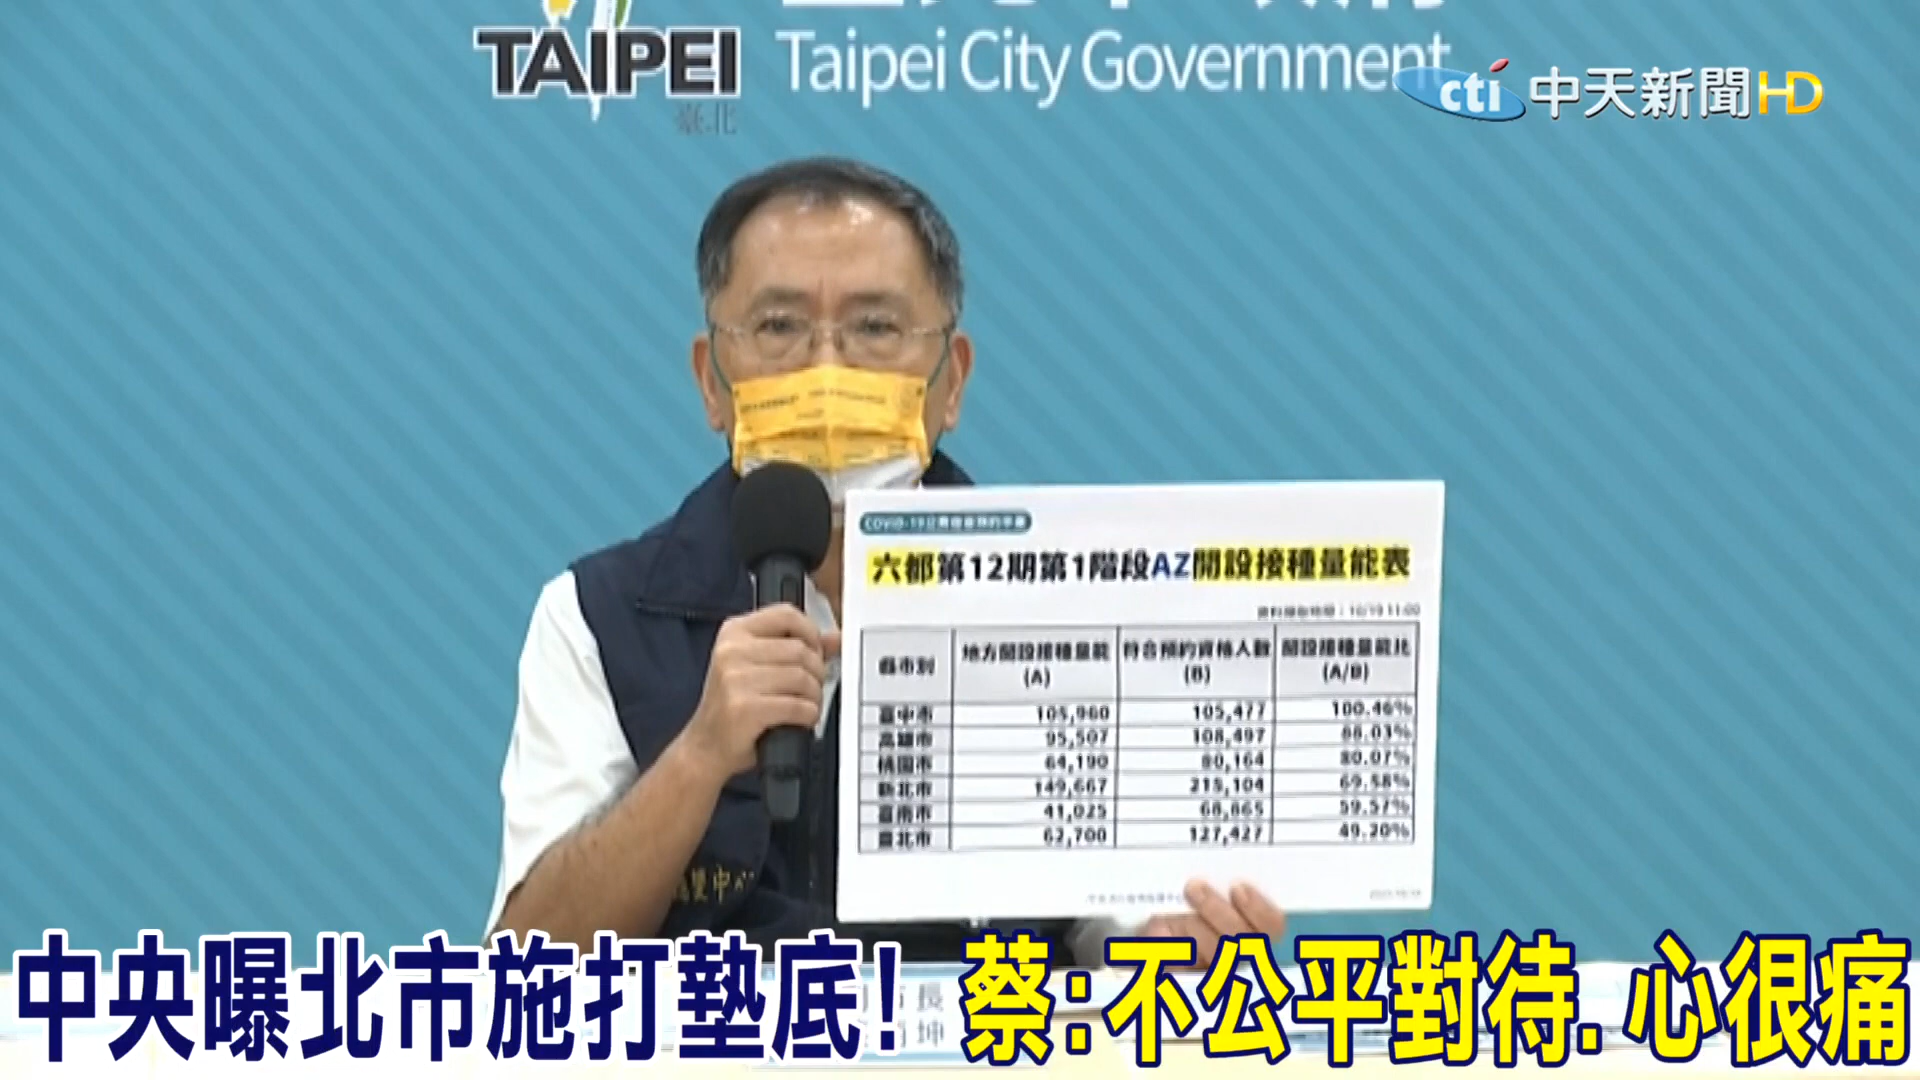 TAIPEI
臺北
Taipei City Government
cti 中天新聞HD
六都第12期第1階段AZ開設接種量能表
10/19 11:00
縣市別 地方開設接種量能 (A) 符合預約資格人數 (B) 開設接種量能比 (A/B)
臺中市 105,960 105,477 100.46%
高雄市 95,507 108,497 88.03%
桃園市 64,190 80,164 80.07%
新北市 149,667 215,104 69.58%
臺南市 41,025 68,865 59.57%
臺北市 62,700 127,427 49.20%
中央曝北市施打墊底! 蔡:不公平對待.心很痛